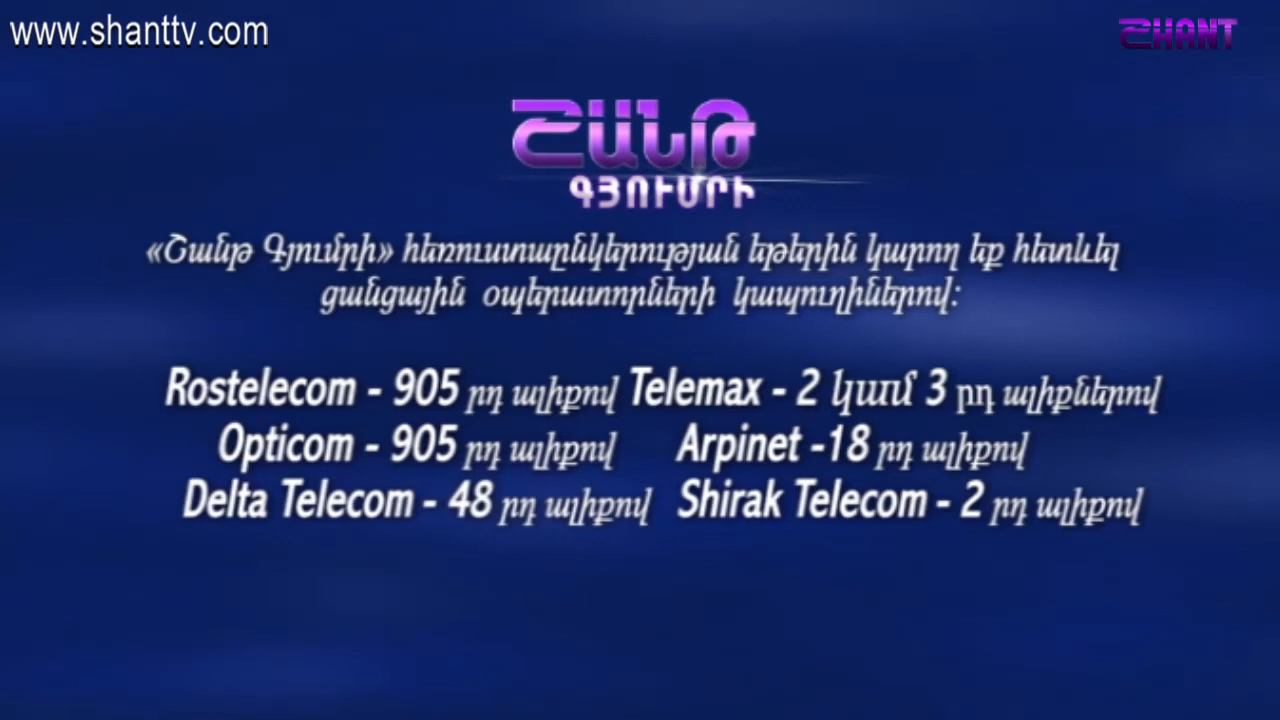 www.shanttv.com
SHANT
ՇԱՆԹ
ԳՅՈՒՄՐԻ
«Շանթ Գյումրի» հեռուստաընկերության եթերին կարող եք հետևել
ցանցային օպերատորների կապուղիներով:
Rostelecom - 905 րդ ալիքով Telemax - 2 կամ 3 րդ ալիքներով
Opticom - 905 րդ ալիքով Arpinet -18 րդ ալիքով
Delta Telecom - 48 րդ ալիքով Shirak Telecom - 2 րդ ալիքով